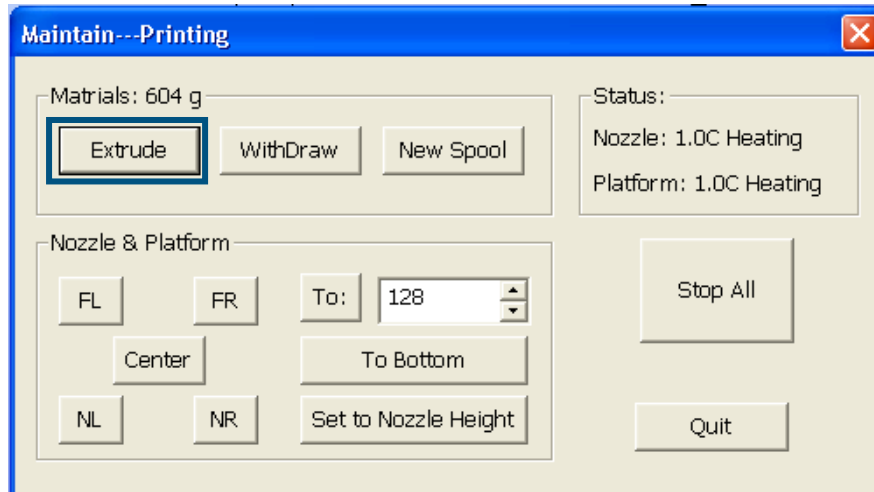 Maintain---Printing
Matrials: 604 g
Extrude WithDraw New Spool
Status:
Nozzle: 1.0C Heating
Platform: 1.0C Heating
Nozzle & Platform
FL FR To: 128
Center To Bottom
NL NR Set to Nozzle Height
Stop All
Quit